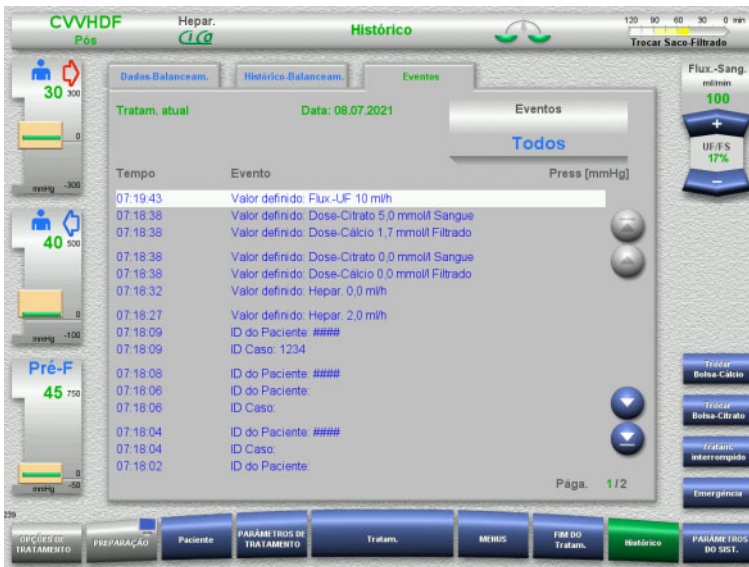 CVVHDF
Pós
Hepar.
Ci Ca
Histórico
120 90 60 30 0 min
Trocar Saco-Filtrado
30
300
0
mmHg -300
40
500
0
mmHg -100
Pré-F
45
750
0
mmHg -50
239
Dados-Balanceam.
Histórico-Balanceam.
Eventos
Tratam. atual
Data: 08.07.2021
Eventos
Todos
Tempo Evento Press [mmHg]
07:19:43 Valor definido: Flux.-UF 10 ml/h
07:18:38 Valor definido: Dose-Citrato 5,0 mmol/l Sangue
07:18:38 Valor definido: Dose-Cálcio 1,7 mmol/l Filtrado
07:18:38 Valor definido: Dose-Citrato 0,0 mmol/l Sangue
07:18:38 Valor definido: Dose-Cálcio 0,0 mmol/l Filtrado
07:18:32 Valor definido: Hepar. 0,0 ml/h
07:18:27 Valor definido: Hepar. 2,0 ml/h
07:18:09 ID do Paciente: ####
07:18:09 ID Caso: 1234
07:18:08 ID do Paciente: ####
07:18:06 ID do Paciente:
07:18:06 ID Caso:
07:18:04 ID do Paciente: ####
07:18:04 ID Caso:
07:18:02 ID do Paciente:
Pága. 1/2
Flux.-Sang.
ml/min
100
+
UF/FS
17%
−
Trocar
Bolsa-Cálcio
Trocar
Bolsa-Citrato
Tratam.
interrompido
Emergência
OPÇÕES DE
TRATAMENTO
PREPARAÇÃO
Paciente
PARÂMETROS DE
TRATAMENTO
Tratam.
MENUS
FIM DO
Tratam.
Histórico
PARÂMETROS
DO SIST.